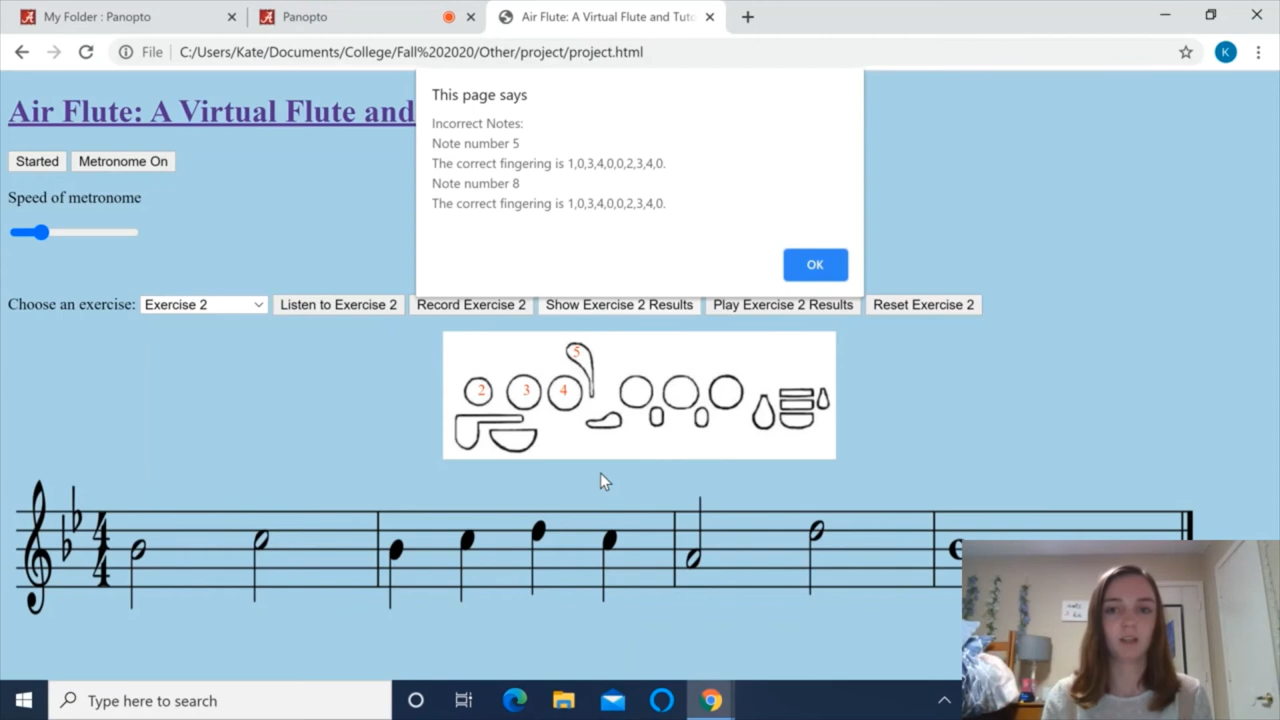 My Folder : Panopto
Panopto
Air Flute: A Virtual Flute and Tuto
File
C:/Users/Kate/Documents/College/Fall%202020/Other/project/project.html
K
This page says
Incorrect Notes:
Note number 5
The correct fingering is 1,0,3,4,0,0,2,3,4,0.
Note number 8
The correct fingering is 1,0,3,4,0,0,2,3,4,0.
OK
Air Flute: A Virtual Flute and
Started
Metronome On
Speed of metronome
Choose an exercise:
Exercise 2
Listen to Exercise 2
Record Exercise 2
Show Exercise 2 Results
Play Exercise 2 Results
Reset Exercise 2
5
2 3 4
4
4
Type here to search